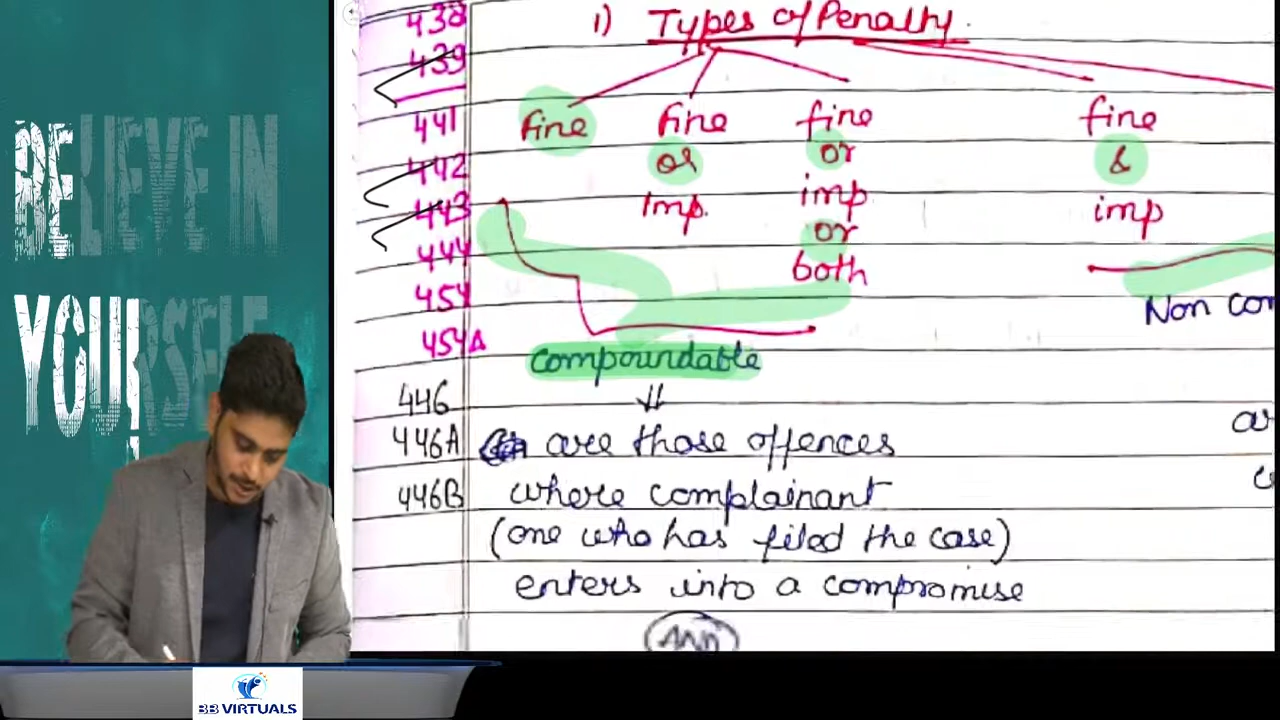 BELIEVE IN
YOURSELF
!
BB VIRTUALS
438
439
441
442
443
444
454
454A
446
446A
446B
1) Types of Penalty
fine fine fine fine
or or &
Imp. imp imp
or
both
Non com
compoundable
are those offences
where complainant
(one who has filed the case)
enters into a compromise
AND